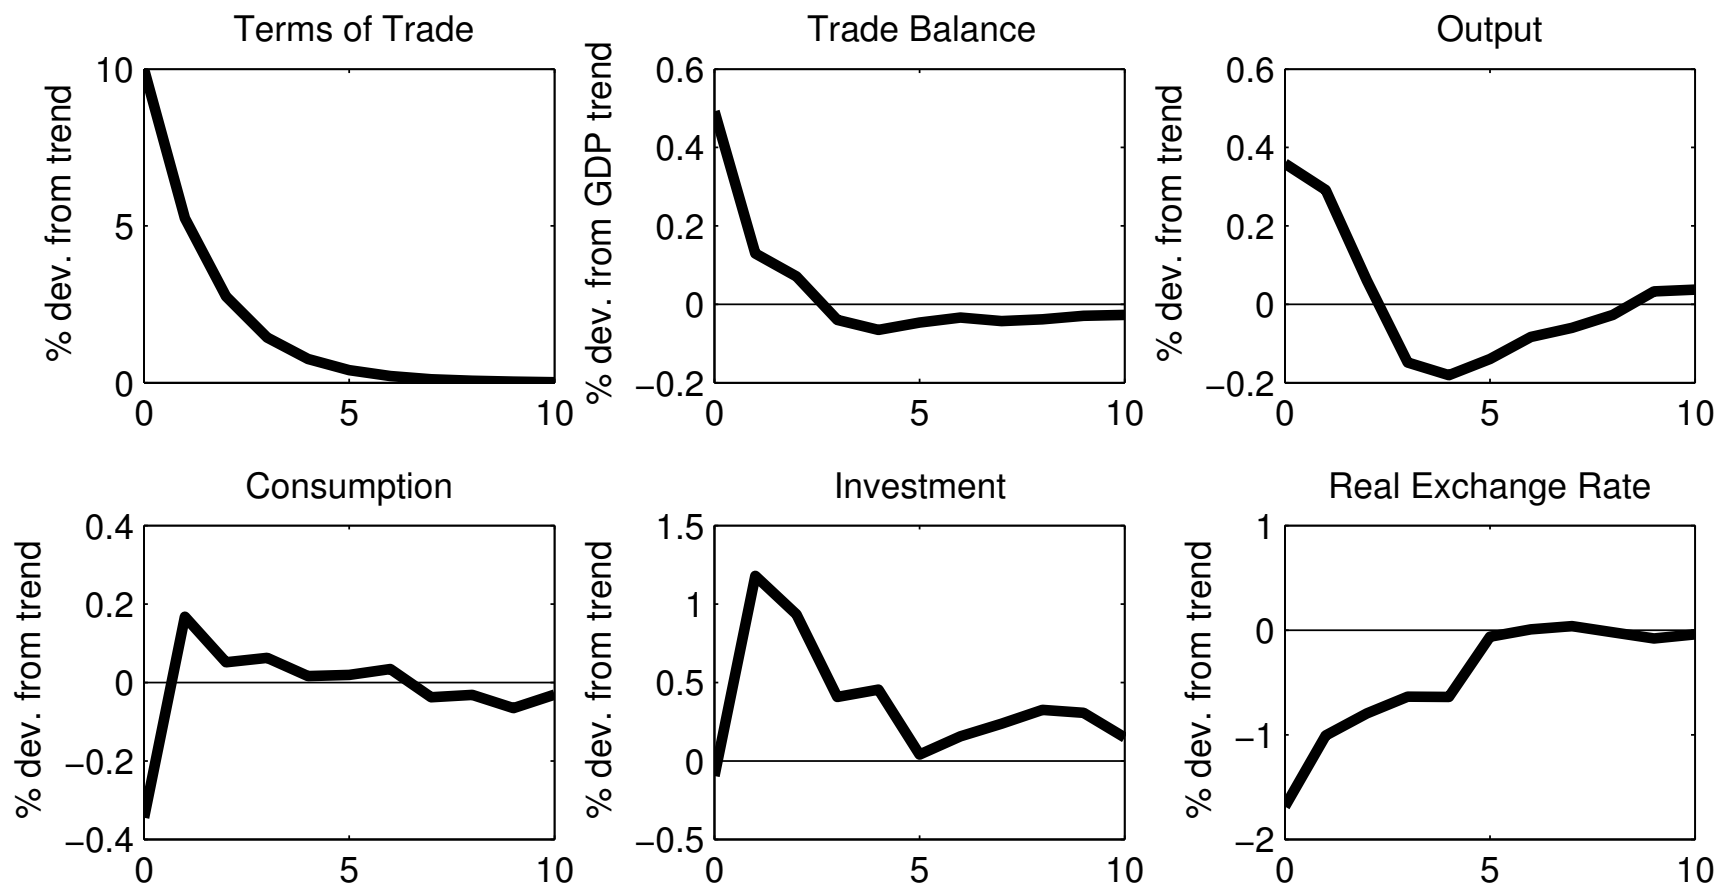 Terms of Trade
% dev. from trend
10
5
0
0 5 10
Trade Balance
% dev. from GDP trend
0.6
0.4
0.2
0
−0.2
0 5 10
Output
% dev. from trend
0.6
0.4
0.2
0
−0.2
0 5 10
Consumption
% dev. from trend
0.4
0.2
0
−0.2
−0.4
0 5 10
Investment
% dev. from trend
1.5
1
0.5
0
−0.5
0 5 10
Real Exchange Rate
% dev. from trend
1
0
−1
−2
0 5 10